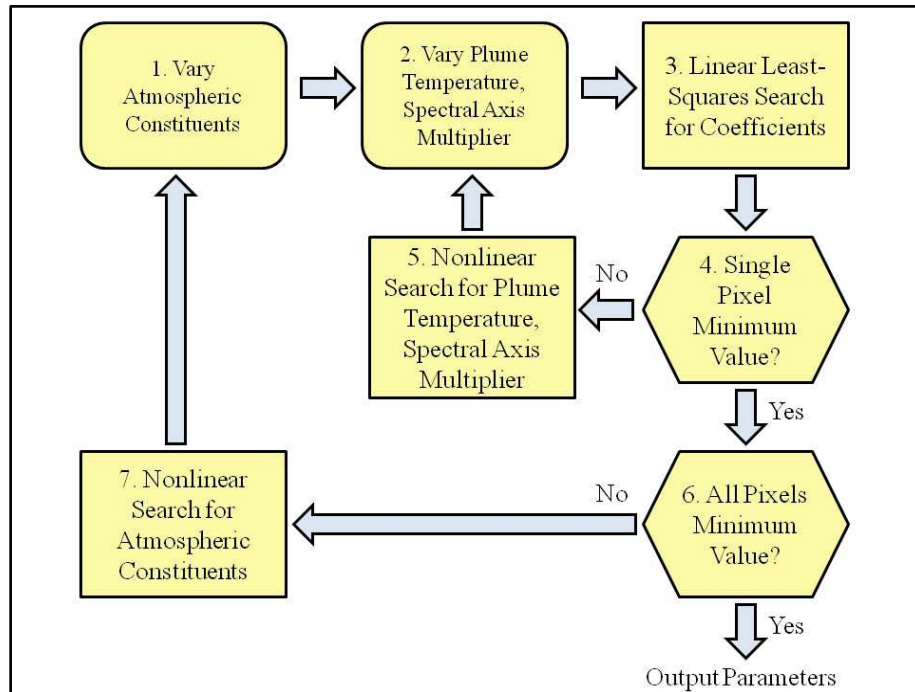 1. Vary
Atmospheric
Constituents
2. Vary Plume
Temperature,
Spectral Axis
Multiplier
3. Linear Least-
Squares Search
for Coefficients
4. Single
Pixel
Minimum
Value?
No
5. Nonlinear
Search for Plume
Temperature,
Spectral Axis
Multiplier
Yes
6. All Pixels
Minimum
Value?
No
7. Nonlinear
Search for
Atmospheric
Constituents
Yes
Output Parameters